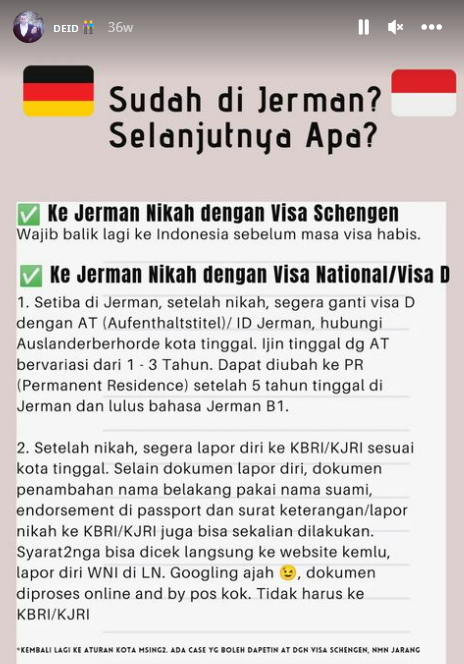 DEID 36w
Sudah di Jerman?
Selanjutnya Apa?
✅ Ke Jerman Nikah dengan Visa Schengen
Wajib balik lagi ke Indonesia sebelum masa visa habis.
✅ Ke Jerman Nikah dengan Visa National/Visa D
1. Setiba di Jerman, setelah nikah, segera ganti visa D
dengan AT (Aufenthaltstitel)/ ID Jerman, hubungi
Auslanderberhorde kota tinggal. Ijin tinggal dg AT
bervariasi dari 1 - 3 Tahun. Dapat diubah ke PR
(Permanent Residence) setelah 5 tahun tinggal di
Jerman dan lulus bahasa Jerman B1.
2. Setelah nikah, segera lapor diri ke KBRI/KJRI sesuai
kota tinggal. Selain dokumen lapor diri, dokumen
penambahan nama belakang pakai nama suami,
endorsement di passport dan surat keterangan/lapor
nikah ke KBRI/KJRI juga bisa sekalian dilakukan.
Syarat2nga bisa dicek langsung ke website kemlu,
lapor diri WNI di LN. Googling ajah 😉, dokumen
diproses online and by pos kok. Tidak harus ke
KBRI/KJRI
*KEMBALI LAGI KE ATURAN KOTA MSING2. ADA CASE YG BOLEH DAPETIN AT DGN VISA SCHENGEN, NMN JARANG